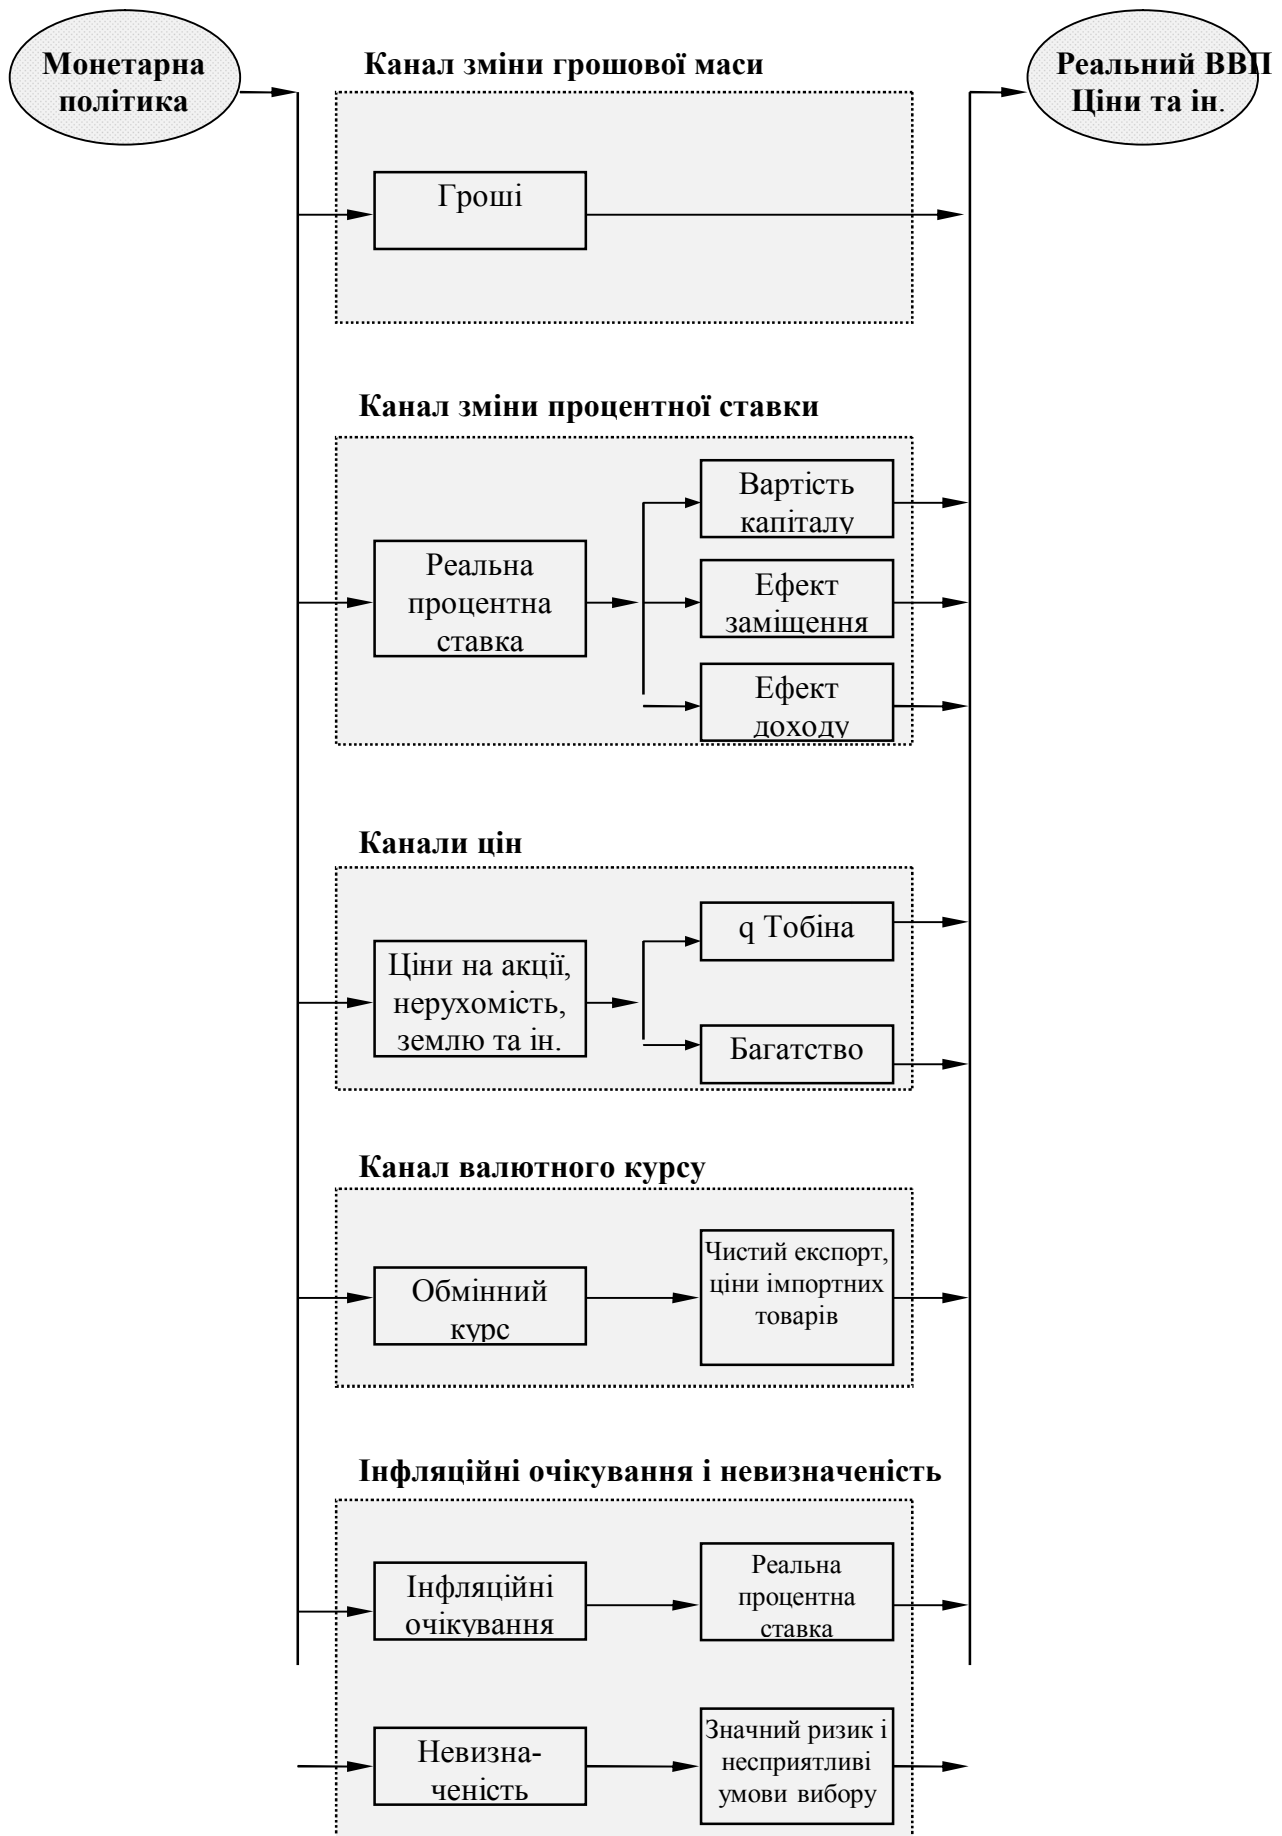 Монетарна
політика
Канал зміни грошової маси
Реальний ВВП
Ціни та ін.
Гроші
Канал зміни процентної ставки
Реальна
процентна
ставка
Вартість
капіталу
Ефект
заміщення
Ефект
доходу
Канали цін
Ціни на акції,
нерухомість,
землю та ін.
q Тобіна
Багатство
Канал валютного курсу
Обмінний
курс
Чистий експорт,
ціни імпортних
товарів
Інфляційні очікування і невизначеність
Інфляційні
очікування
Реальна
процентна
ставка
Невизна-
ченість
Значний ризик і
несприятливі
умови вибору